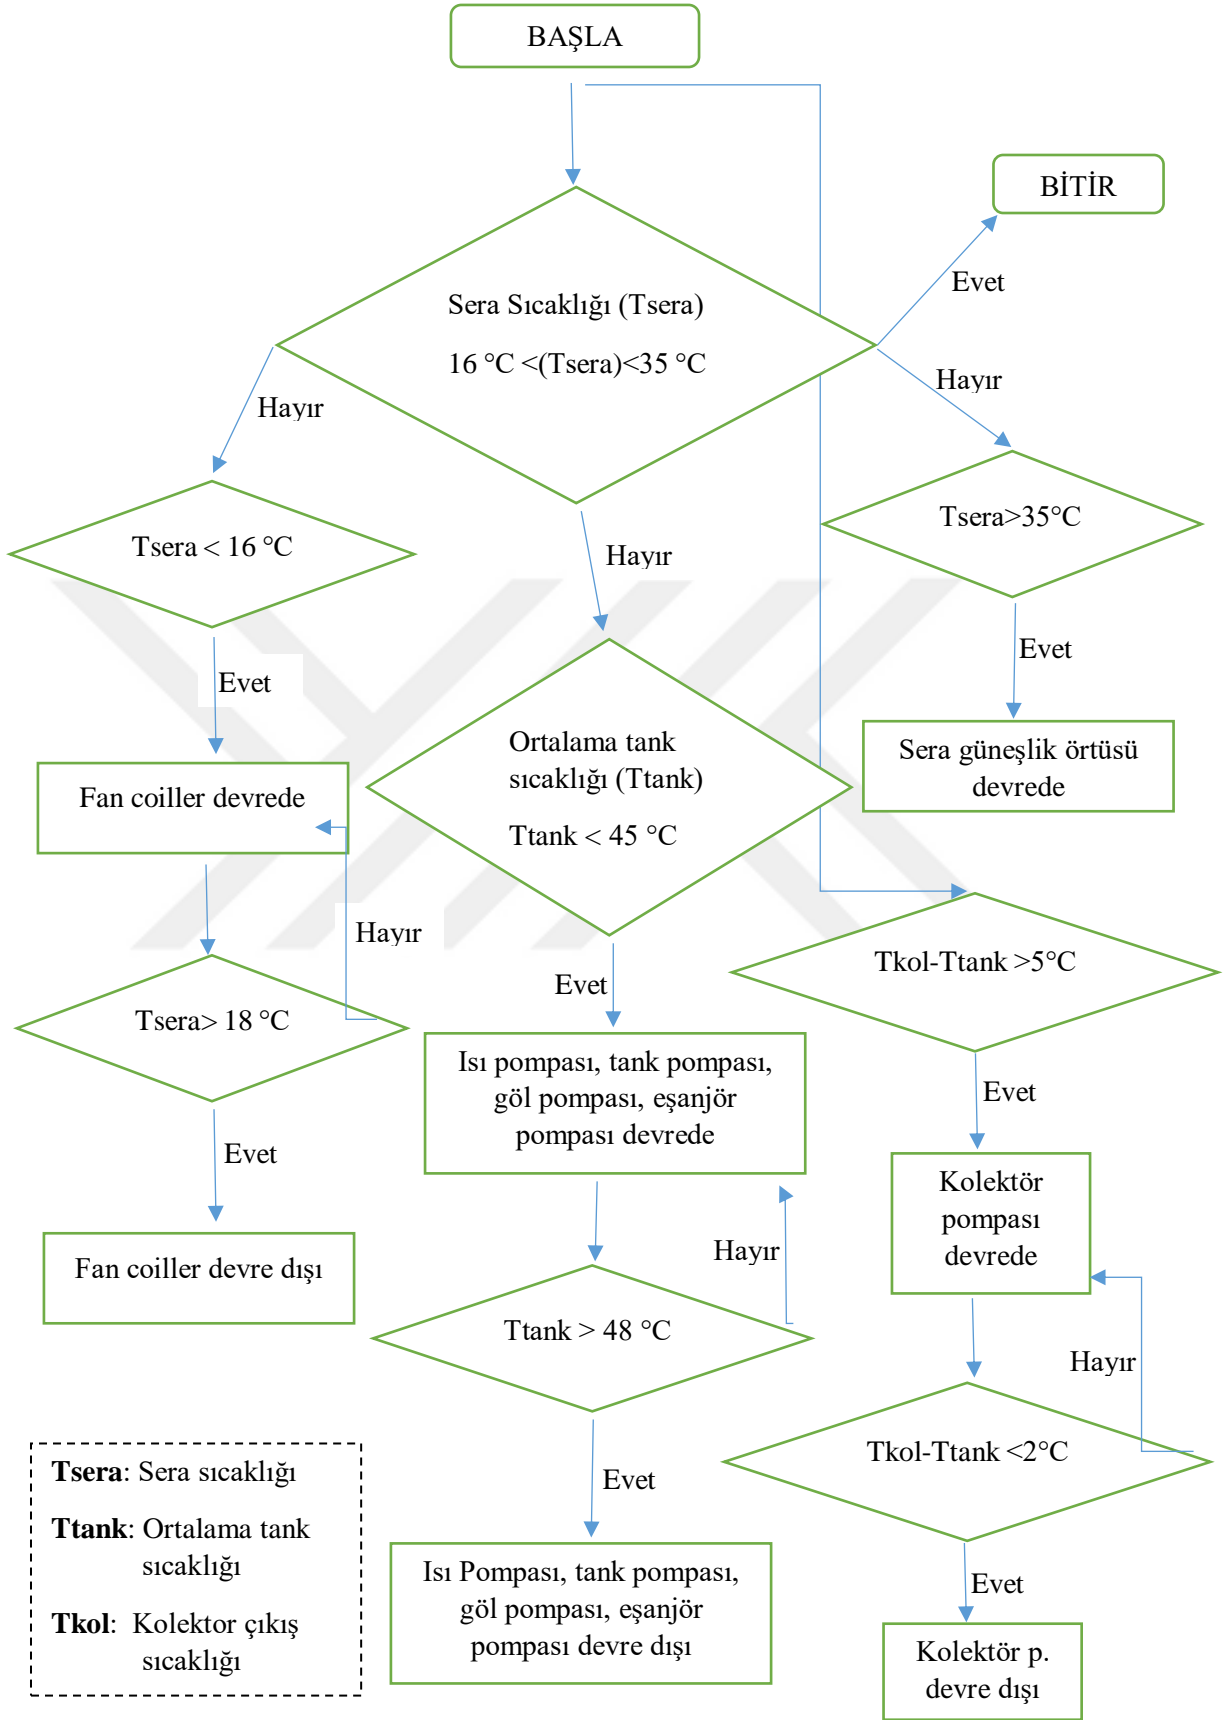 BAŞLA
BİTİR
Evet
Sera Sıcaklığı (Tsera)
16 °C <(Tsera)<35 °C
Hayır
Hayır
Tsera>35°C
Tsera < 16 °C
Hayır
Evet
Evet
Ortalama tank
sıcaklığı (Ttank)
Ttank < 45 °C
Sera güneşlik örtüsü
devrede
Fan coiller devrede
Hayır
Tkol-Ttank >5°C
Evet
Tsera> 18 °C
Isı pompası, tank pompası,
göl pompası, eşanjör
pompası devrede
Evet
Evet
Kolektör
pompası
devrede
Hayır
Fan coiller devre dışı
Ttank > 48 °C
Hayır
Tkol-Ttank <2°C
Evet
Tsera: Sera sıcaklığı
Ttank: Ortalama tank
sıcaklığı
Tkol: Kolektor çıkış
sıcaklığı
Isı Pompası, tank pompası,
göl pompası, eşanjör
pompası devre dışı
Evet
Kolektör p.
devre dışı